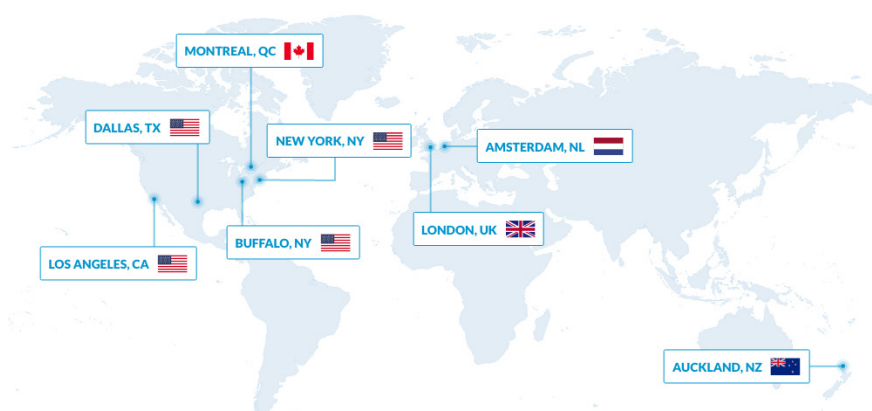 MONTREAL, QC
DALLAS, TX
NEW YORK, NY
AMSTERDAM, NL
LONDON, UK
BUFFALO, NY
LOS ANGELES, CA
AUCKLAND, NZ